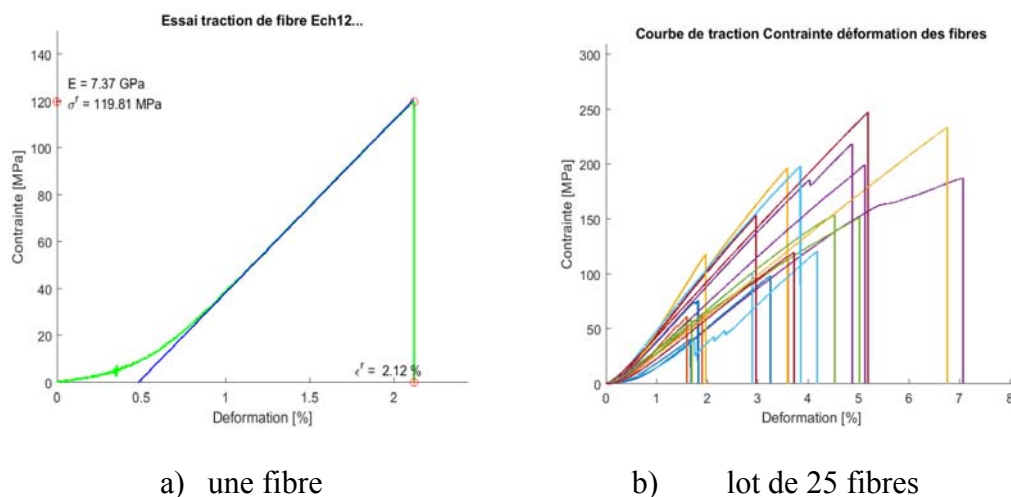 Essai traction de fibre Ech12...
Contrainte [MPa]
140
120
100
80
60
40
20
0
E = 7.37 GPa
σʳ = 119.81 MPa
εʳ = 2.12 %
0
0.5
1
1.5
2
Deformation [%]
a) une fibre
Courbe de traction Contrainte déformation des fibres
Contrainte [MPa]
300
250
200
150
100
50
0
0
1
2
3
4
5
6
7
8
Deformation [%]
b) lot de 25 fibres